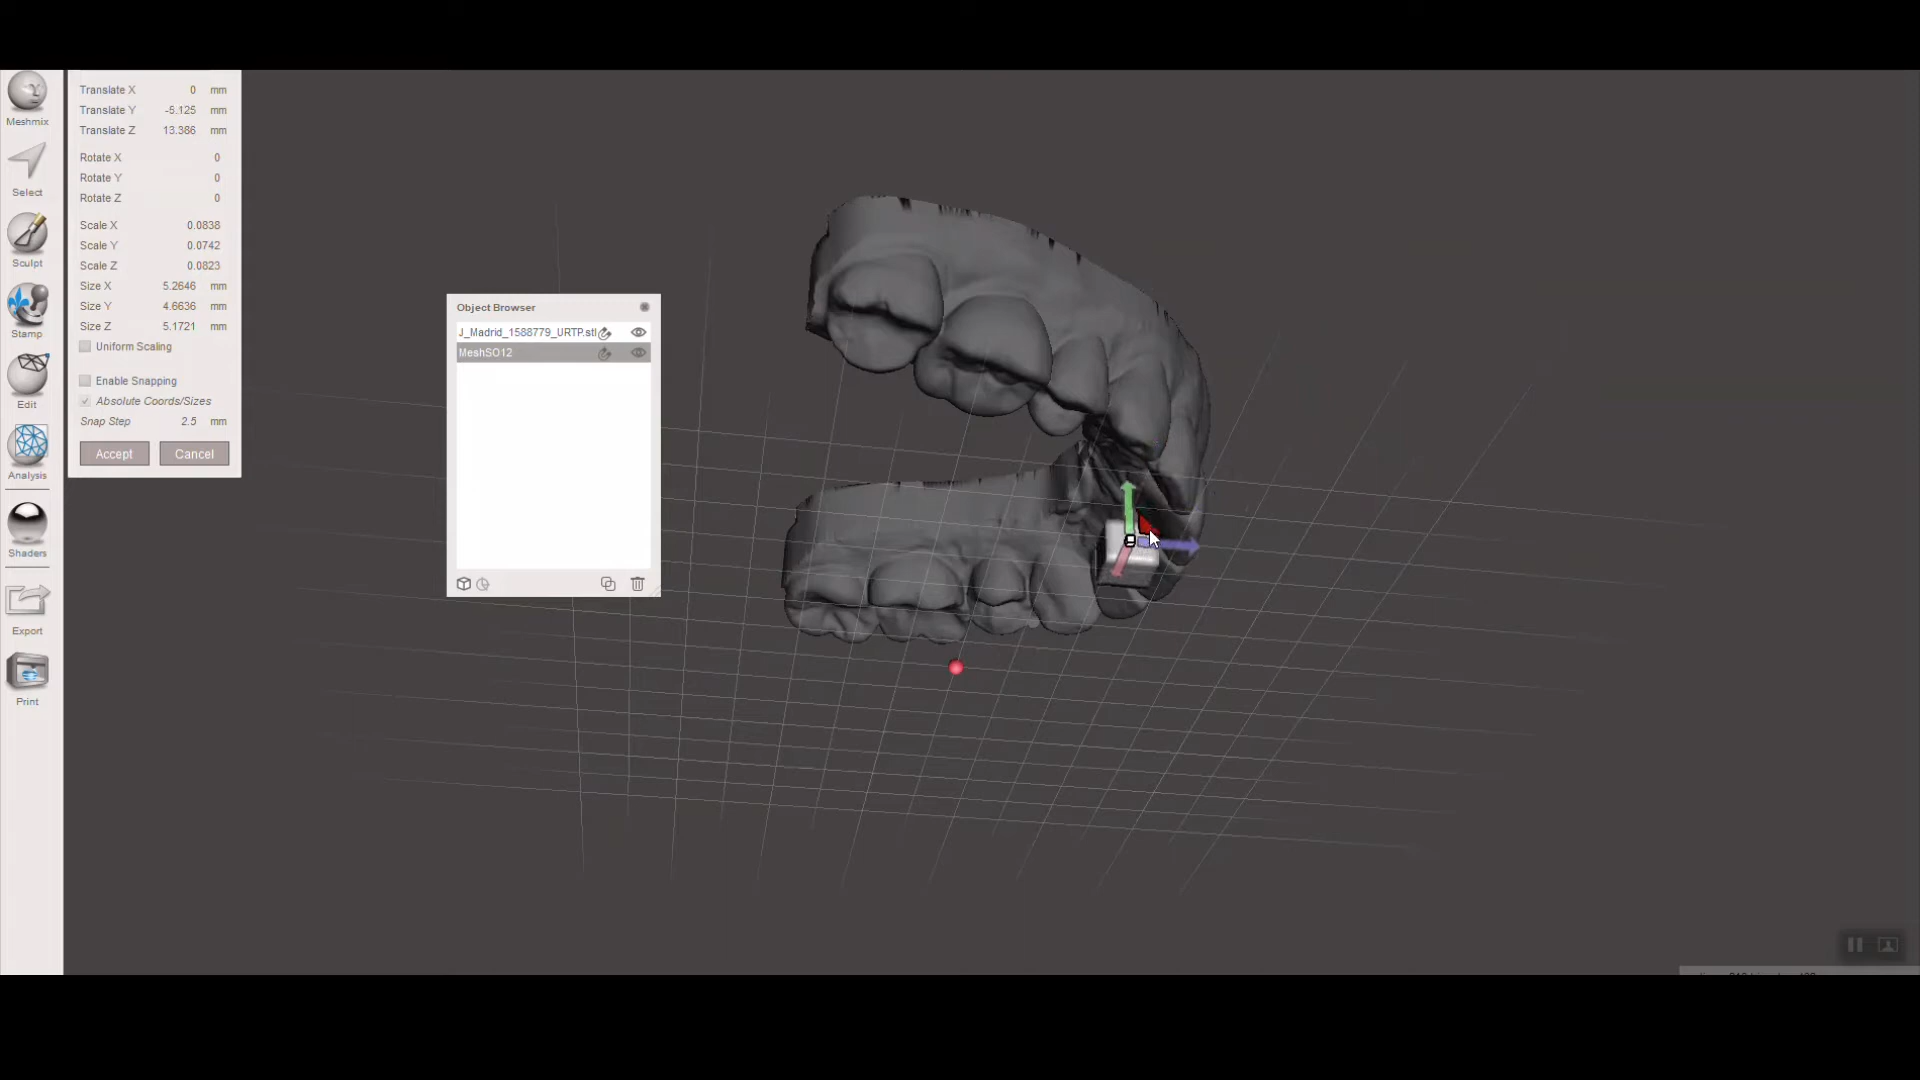 Meshmix
Select
Sculpt
Stamp
Edit
Analysis
Shaders
Export
Print
Translate X 0 mm
Translate Y -5.125 mm
Translate Z 13.386 mm
Rotate X 0
Rotate Y 0
Rotate Z 0
Scale X 0.0838
Scale Y 0.0742
Scale Z 0.0823
Size X 5.2646 mm
Size Y 4.6636 mm
Size Z 5.1721 mm
Uniform Scaling
Enable Snapping
Absolute Coords/Sizes
Snap Step 2.5 mm
Accept Cancel
Object Browser
J_Madrid_1588779_URTP.stl
MeshSO12